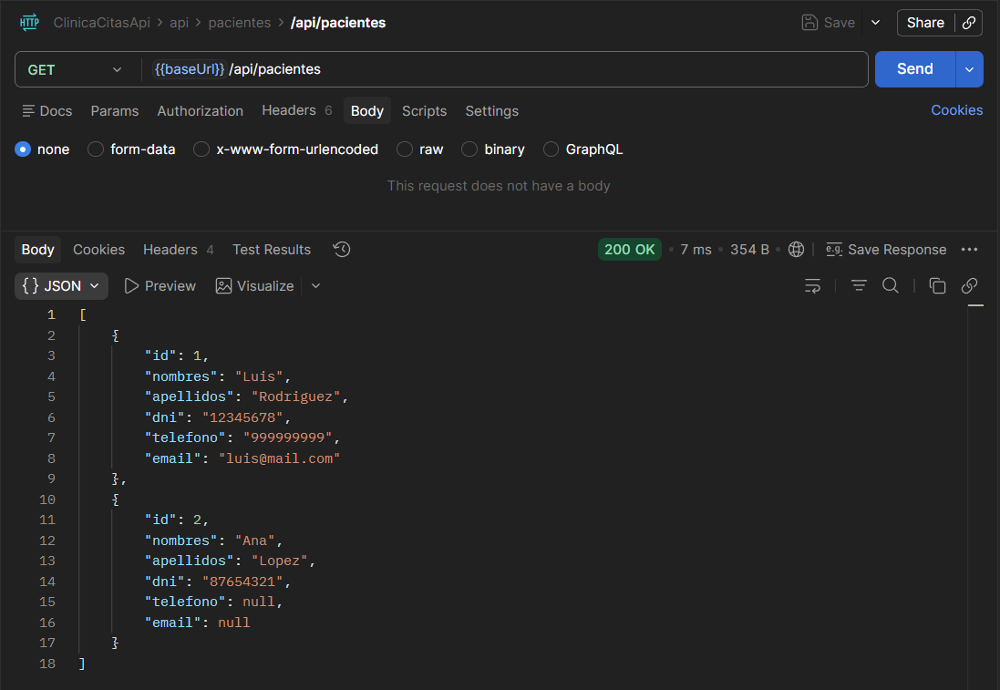 HTTP ClinicaCitasApi > api > pacientes > /api/pacientes Save Share
GET {{baseUrl}}/api/pacientes Send
Docs Params Authorization Headers 6 Body Scripts Settings Cookies
none form-data x-www-form-urlencoded raw binary GraphQL
This request does not have a body
Body Cookies Headers 4 Test Results 200 OK • 7 ms • 354 B • e.g. Save Response
{} JSON Preview Visualize
1 [
2 {
3 "id": 1,
4 "nombres": "Luis",
5 "apellidos": "Rodriguez",
6 "dni": "12345678",
7 "telefono": "999999999",
8 "email": "luis@mail.com"
9 },
10 {
11 "id": 2,
12 "nombres": "Ana",
13 "apellidos": "Lopez",
14 "dni": "87654321",
15 "telefono": null,
16 "email": null
17 }
18 ]